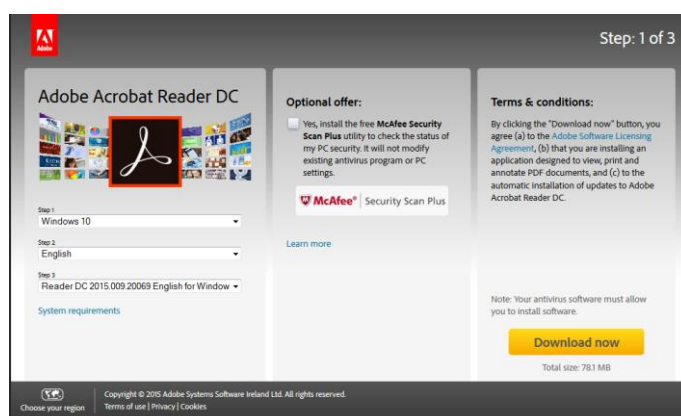 Adobe
Step: 1 of 3
Adobe Acrobat Reader DC
Step 1
Windows 10
Step 2
English
Step 3
Reader DC 2015.009.20069 English for Window
System requirements
Optional offer:
Yes, install the free McAfee Security
Scan Plus utility to check the status of
my PC security. It will not modify
existing antivirus program or PC
settings.
McAfee® Security Scan Plus
Learn more
Terms & conditions:
By clicking the "Download now" button, you
agree (a) to the Adobe Software Licensing
Agreement, (b) that you are installing an
application designed to view, print and
annotate PDF documents, and (c) to the
automatic installation of updates to Adobe
Acrobat Reader DC.
Note: Your antivirus software must allow
you to install software.
Download now
Total size: 78.1 MB
Choose your region
Copyright © 2015 Adobe Systems Software Ireland Ltd. All rights reserved.
Terms of use | Privacy | Cookies